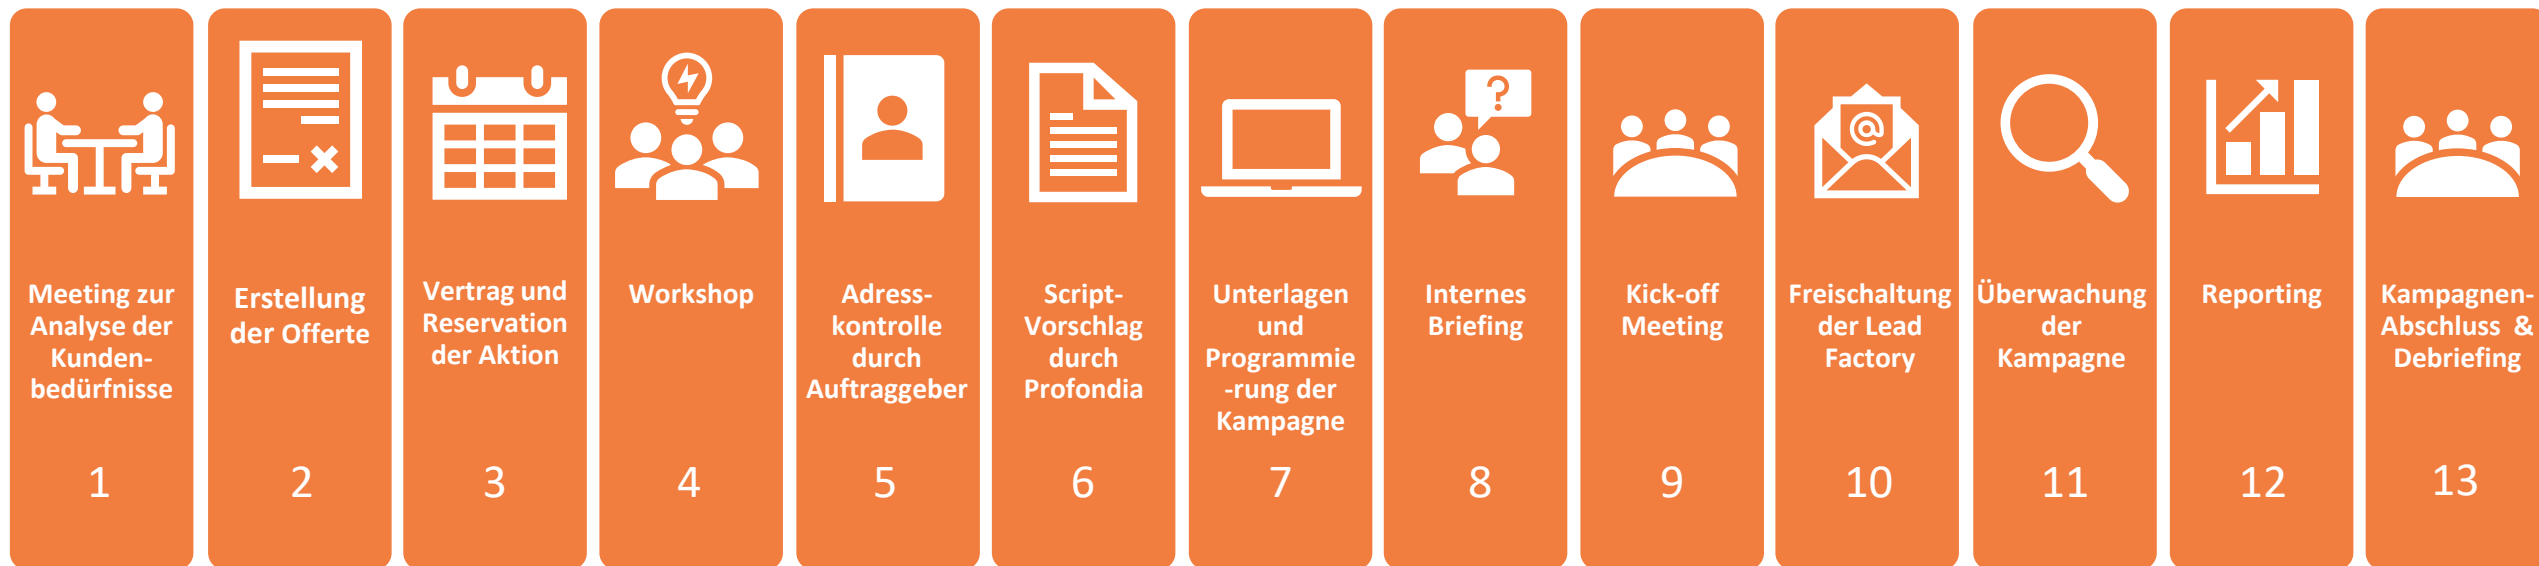 Meeting zur
Analyse der
Kunden-
bedürfnisse
1
Erstellung
der Offerte
2
Vertrag und
Reservation
der Aktion
3
Workshop
4
Adress-
kontrolle
durch
Auftraggeber
5
Script-
Vorschlag
durch
Profondia
6
Unterlagen
und
Programmie
-rung der
Kampagne
7
?
Internes
Briefing
8
Kick-off
Meeting
9
@
Freischaltung
der Lead
Factory
10
Überwachung
der
Kampagne
11
Reporting
12
Kampagnen-
Abschluss &
Debriefing
13